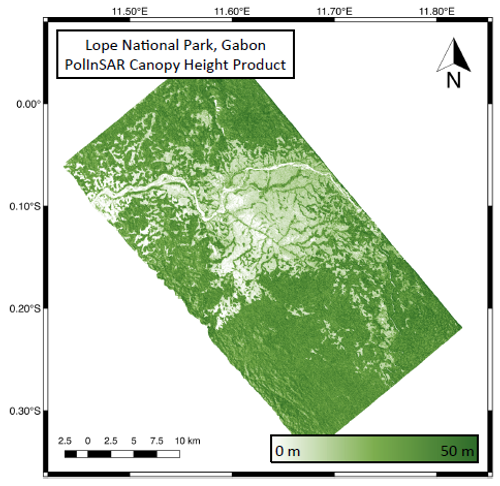 11.50°E 11.60°E 11.70°E 11.80°E
Lope National Park, Gabon
PolInSAR Canopy Height Product
N
0.00°
0.10°S
0.20°S
0.30°S
2.5 0 2.5 5 7.5 10 km
0 m 50 m